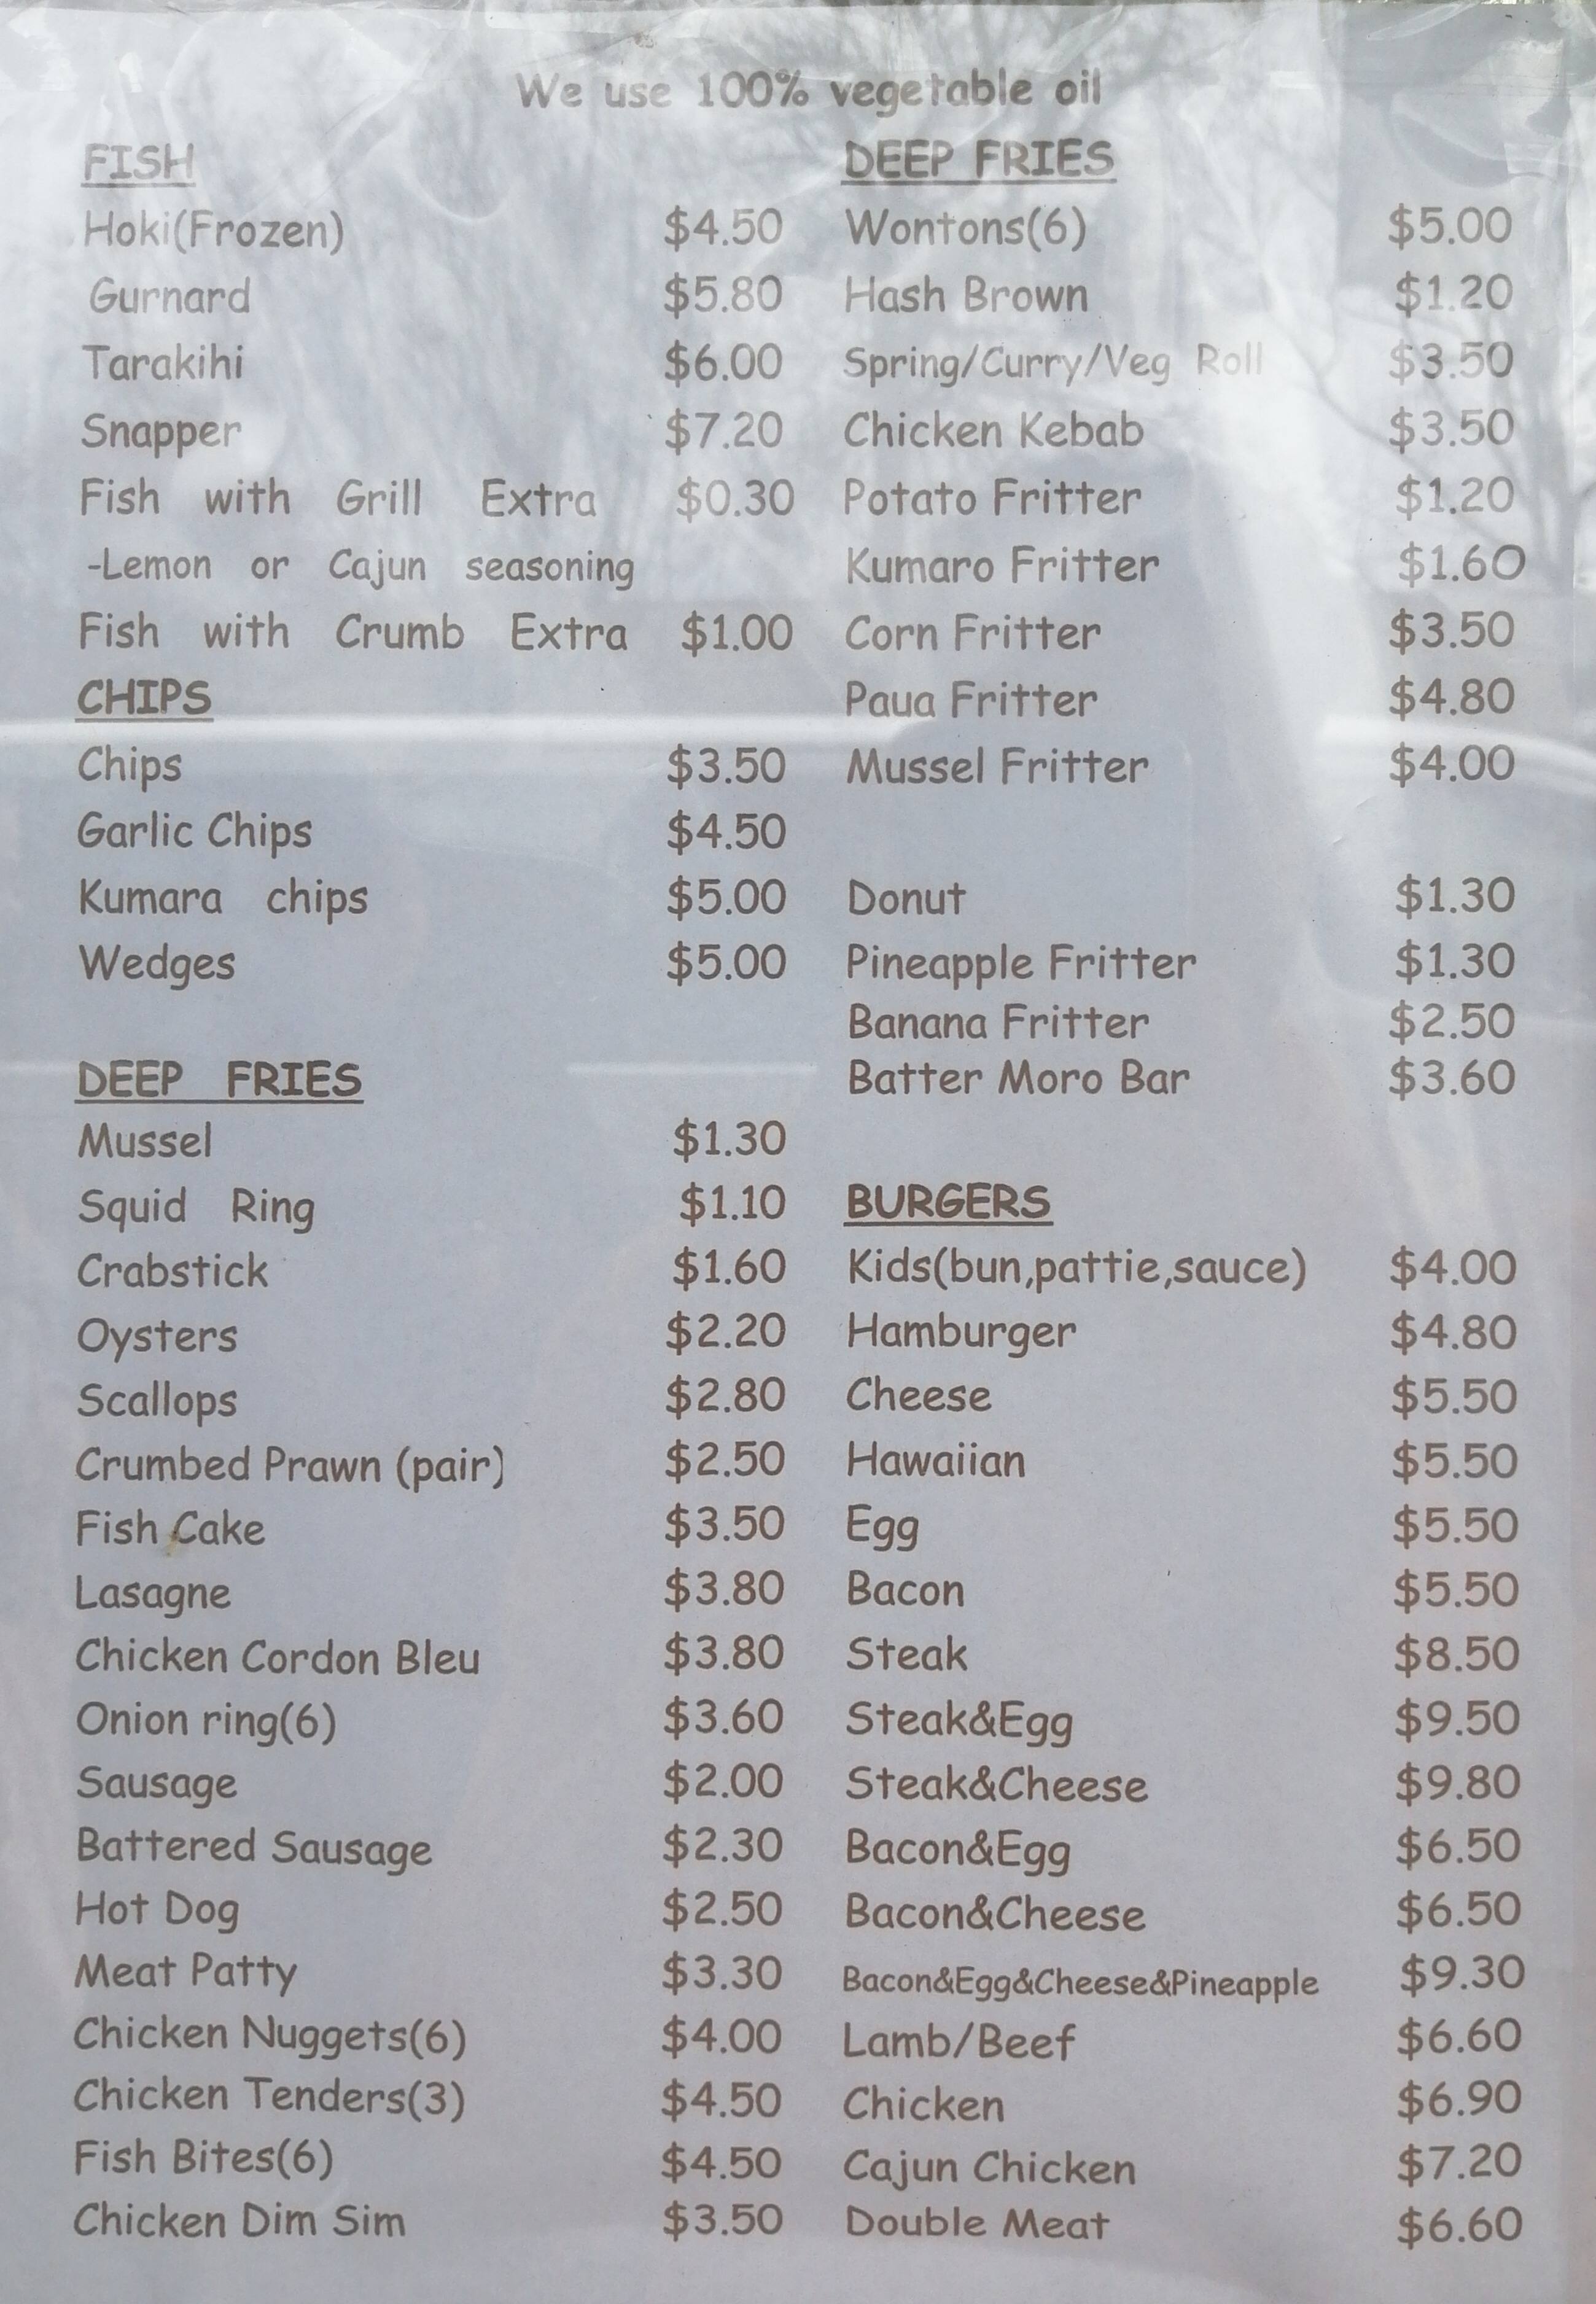 We use 100% vegetable oil
FISH
Hoki(Frozen) $4.50
Gurnard $5.80
Tarakihi $6.00
Snapper $7.20
Fish with Grill Extra $0.30
-Lemon or Cajun seasoning
Fish with Crumb Extra $1.00
CHIPS
Chips $3.50
Garlic Chips $4.50
Kumara chips $5.00
Wedges $5.00
DEEP FRIES
Mussel $1.30
Squid Ring $1.10
Crabstick $1.60
Oysters $2.20
Scallops $2.80
Crumbed Prawn (pair) $2.50
Fish Cake $3.50
Lasagne $3.80
Chicken Cordon Bleu $3.80
Onion ring(6) $3.60
Sausage $2.00
Battered Sausage $2.30
Hot Dog $2.50
Meat Patty $3.30
Chicken Nuggets(6) $4.00
Chicken Tenders(3) $4.50
Fish Bites(6) $4.50
Chicken Dim Sim $3.50
DEEP FRIES
Wontons(6) $5.00
Hash Brown $1.20
Spring/Curry/Veg Roll $3.50
Chicken Kebab $3.50
Potato Fritter $1.20
Kumaro Fritter $1.60
Corn Fritter $3.50
Paua Fritter $4.80
Mussel Fritter $4.00
Donut $1.30
Pineapple Fritter $1.30
Banana Fritter $2.50
Batter Moro Bar $3.60
BURGERS
Kids(bun,pattie,sauce) $4.00
Hamburger $4.80
Cheese $5.50
Hawaiian $5.50
Egg $5.50
Bacon $5.50
Steak $8.50
Steak&Egg $9.50
Steak&Cheese $9.80
Bacon&Egg $6.50
Bacon&Cheese $6.50
Bacon&Egg&Cheese&Pineapple $9.30
Lamb/Beef $6.60
Chicken $6.90
Cajun Chicken $7.20
Double Meat $6.60